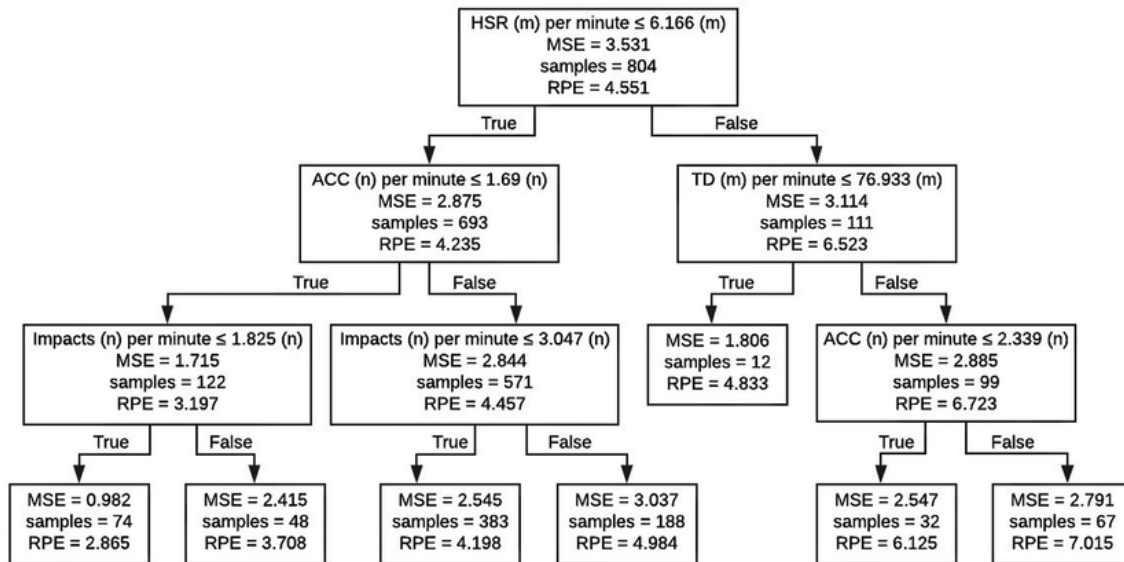 HSR (m) per minute ≤ 6.166 (m)
MSE = 3.531
samples = 804
RPE = 4.551
True
False
ACC (n) per minute ≤ 1.69 (n)
MSE = 2.875
samples = 693
RPE = 4.235
TD (m) per minute ≤ 76.933 (m)
MSE = 3.114
samples = 111
RPE = 6.523
True
False
True
False
Impacts (n) per minute ≤ 1.825 (n)
MSE = 1.715
samples = 122
RPE = 3.197
Impacts (n) per minute ≤ 3.047 (n)
MSE = 2.844
samples = 571
RPE = 4.457
MSE = 1.806
samples = 12
RPE = 4.833
ACC (n) per minute ≤ 2.339 (n)
MSE = 2.885
samples = 99
RPE = 6.723
True
False
True
False
True
False
MSE = 0.982
samples = 74
RPE = 2.865
MSE = 2.415
samples = 48
RPE = 3.708
MSE = 2.545
samples = 383
RPE = 4.198
MSE = 3.037
samples = 188
RPE = 4.984
MSE = 2.547
samples = 32
RPE = 6.125
MSE = 2.791
samples = 67
RPE = 7.015